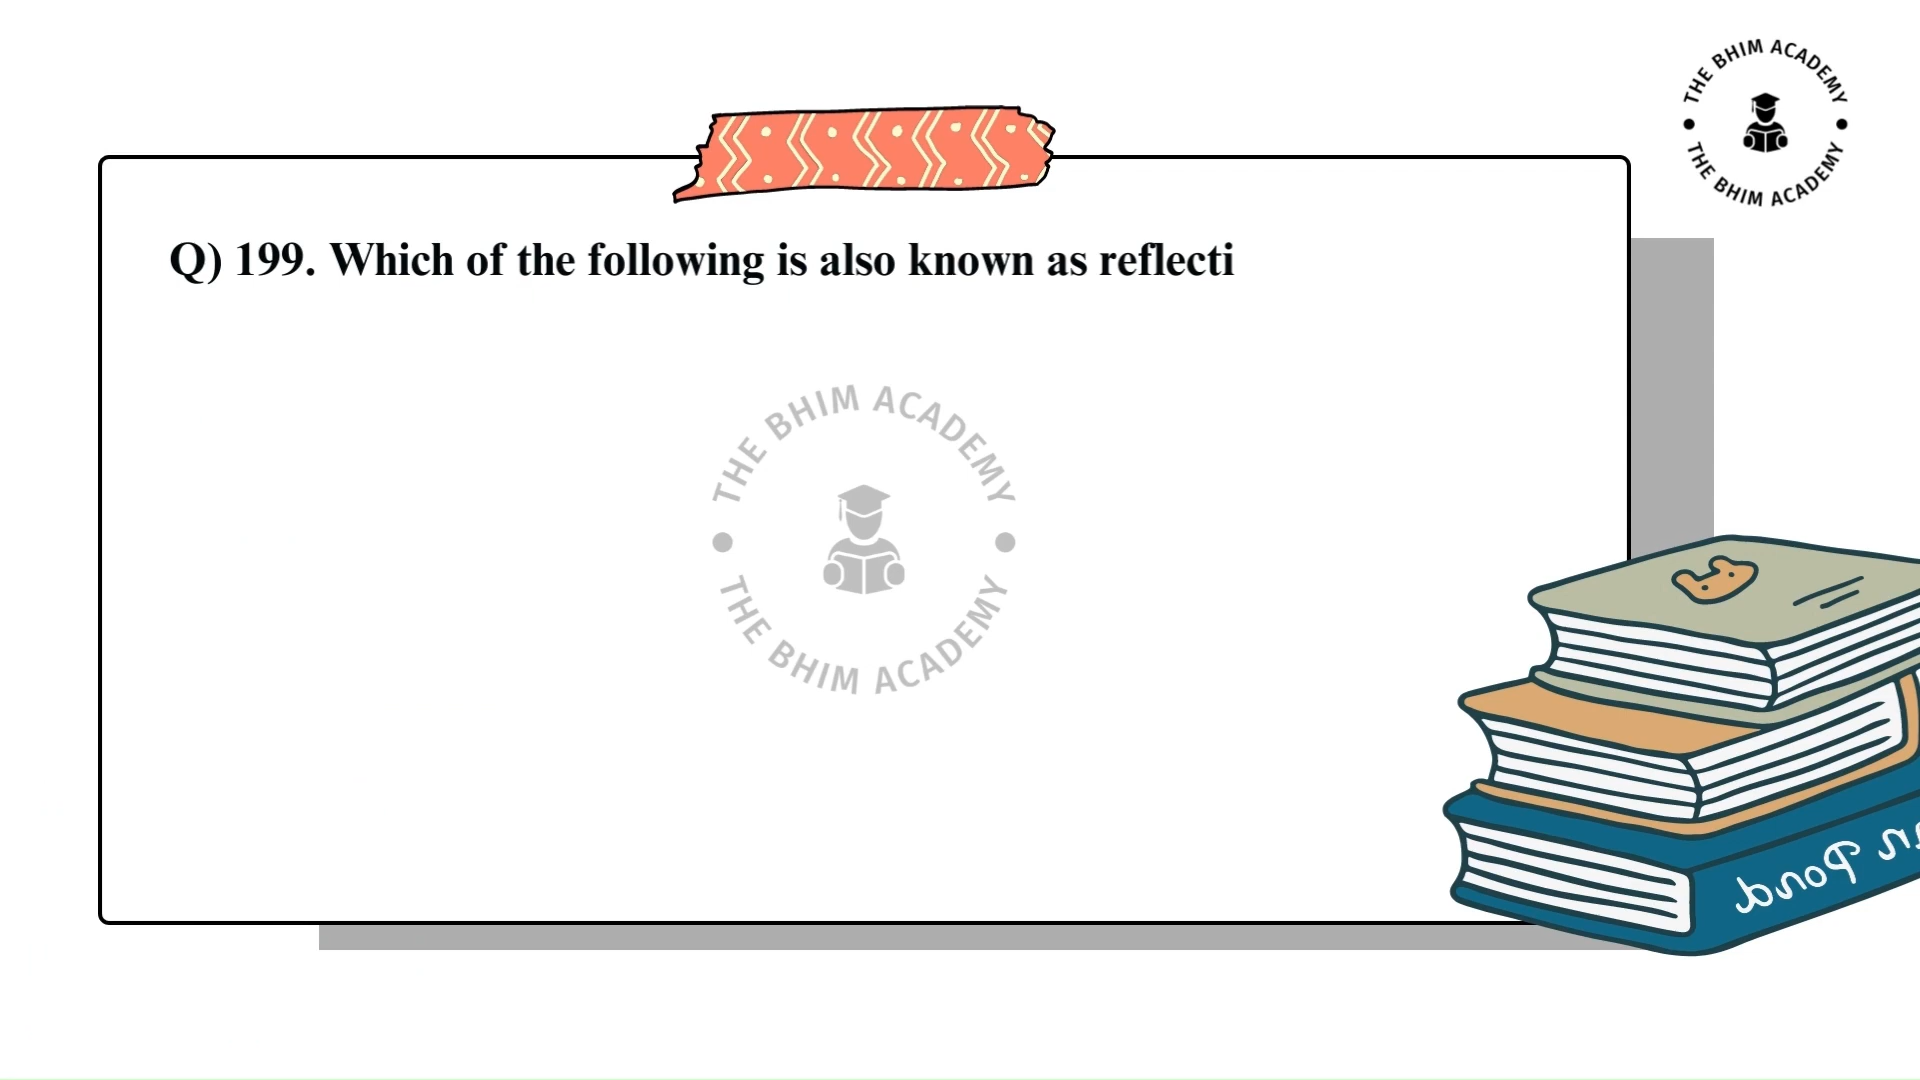 THE BHIM ACADEMY
THE BHIM ACADEMY
Q) 199. Which of the following is also known as reflecti
THE BHIM ACADEMY
THE BHIM ACADEMY
n Pond